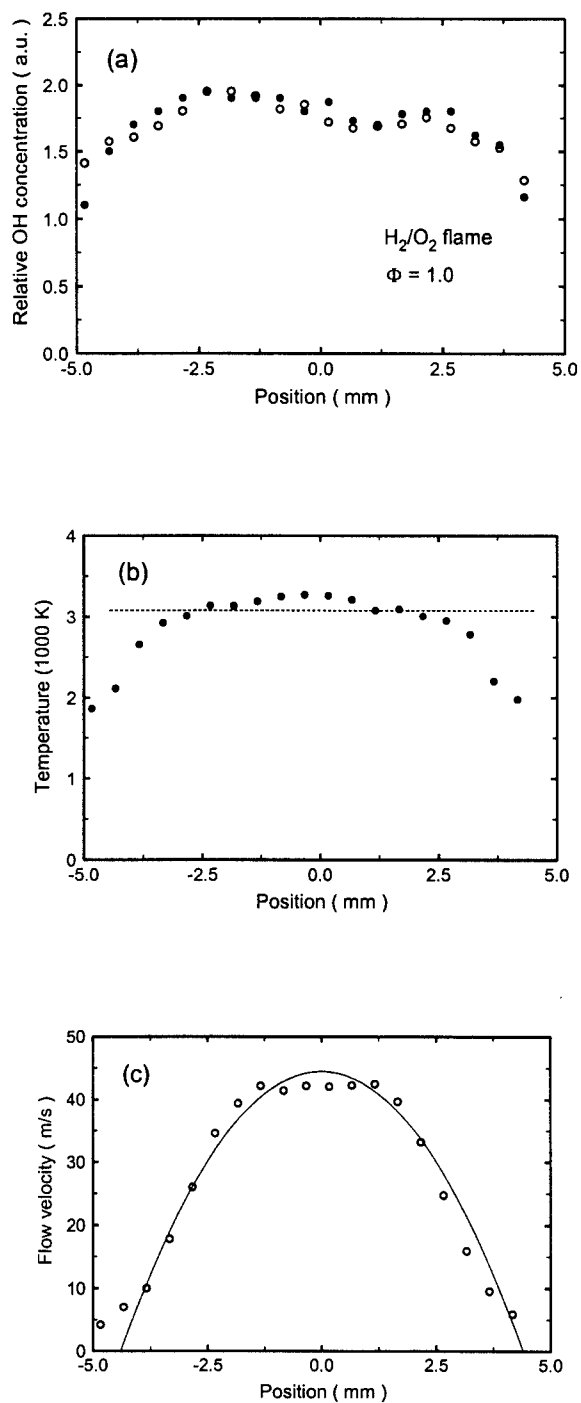 2.5
(a)
2.0
1.5
1.0
0.5
0.0
Relative OH concentration ( a.u. )
H₂/O₂ flame
Φ = 1.0
-5.0 -2.5 0.0 2.5 5.0
Position ( mm )
4
(b)
3
2
1
0
Temperature (1000 K)
-5.0 -2.5 0.0 2.5 5.0
Position ( mm )
50
(c)
40
30
20
10
0
Flow velocity ( m/s )
-5.0 -2.5 0.0 2.5 5.0
Position ( mm )